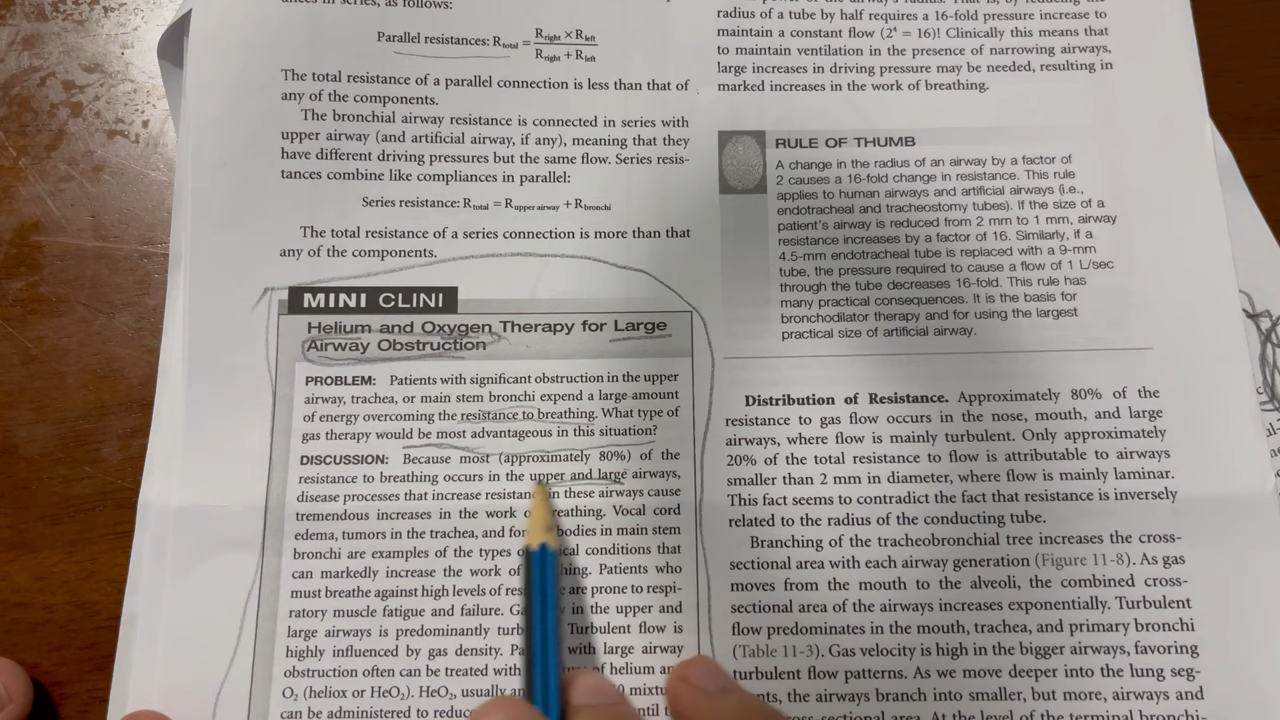 ances in series, as follows:
Parallel resistances: R_total = (R_right × R_left) / (R_right + R_left)
The total resistance of a parallel connection is less than that of
any of the components.
The bronchial airway resistance is connected in series with
upper airway (and artificial airway, if any), meaning that they
have different driving pressures but the same flow. Series resis-
tances combine like compliances in parallel:
Series resistance: R_total = R_upper airway + R_bronchi
The total resistance of a series connection is more than that
any of the components.
MINI CLINI
Helium and Oxygen Therapy for Large
Airway Obstruction
PROBLEM: Patients with significant obstruction in the upper
airway, trachea, or main stem bronchi expend a large amount
of energy overcoming the resistance to breathing. What type of
gas therapy would be most advantageous in this situation?
DISCUSSION: Because most (approximately 80%) of the
resistance to breathing occurs in the upper and large airways,
disease processes that increase in these airways cause
tremendous increases in the work Vocal cord
edema, tumors in the trachea, and bodies in main stem
bronchi are examples of the types conditions that
can markedly increase the work of Patients who
must breathe against high levels of are prone to respi-
ratory muscle fatigue and failure. in the upper and
large airways is predominantly Turbulent flow is
highly influenced by gas density. with large airway
obstruction often can be treated with of helium
O₂ (heliox or HeO₂). HeO₂, usually
can be administered to
radius of a tube by half requires a 16-fold pressure increase to
maintain a constant flow (2⁴ = 16)! Clinically this means that
to maintain ventilation in the presence of narrowing airways,
large increases in driving pressure may be needed, resulting in
marked increases in the work of breathing.
RULE OF THUMB
A change in the radius of an airway by a factor of
2 causes a 16-fold change in resistance. This rule
applies to human airways and artificial airways (i.e.,
endotracheal and tracheostomy tubes). If the size of a
patient's airway is reduced from 2 mm to 1 mm, airway
resistance increases by a factor of 16. Similarly, if a
4.5-mm endotracheal tube is replaced with a 9-mm
tube, the pressure required to cause a flow of 1 L/sec
through the tube decreases 16-fold. This rule has
many practical consequences. It is the basis for
bronchodilator therapy and for using the largest
practical size of artificial airway.
Distribution of Resistance. Approximately 80% of the
resistance to gas flow occurs in the nose, mouth, and large
airways, where flow is mainly turbulent. Only approximately
20% of the total resistance to flow is attributable to airways
smaller than 2 mm in diameter, where flow is mainly laminar.
This fact seems to contradict the fact that resistance is inversely
related to the radius of the conducting tube.
Branching of the tracheobronchial tree increases the cross-
sectional area with each airway generation (Figure 11-8). As gas
moves from the mouth to the alveoli, the combined cross-
sectional area of the airways increases exponentially. Turbulent
flow predominates in the mouth, trachea, and primary bronchi
(Table 11-3). Gas velocity is high in the bigger airways, favoring
turbulent flow patterns. As we move deeper into the lung seg-
the airways branch into smaller, but more, airways and
area. At the level of the terminal bronchi-